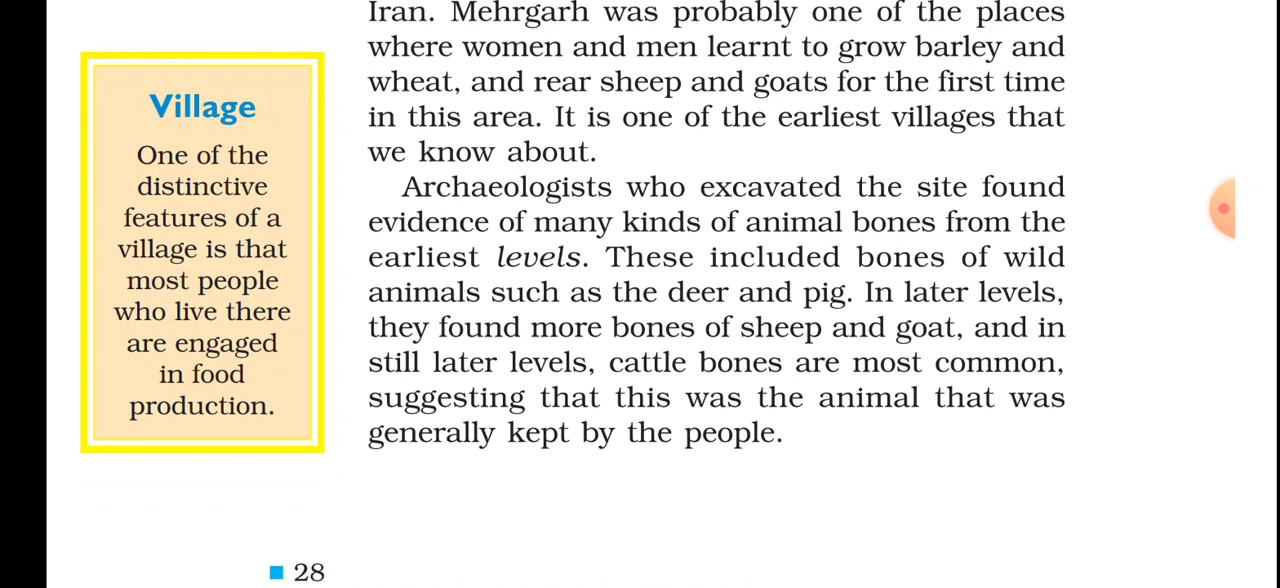 Iran. Mehrgarh was probably one of the places
where women and men learnt to grow barley and
wheat, and rear sheep and goats for the first time
in this area. It is one of the earliest villages that
we know about.
Village
One of the
distinctive
features of a
village is that
most people
who live there
are engaged
in food
production.
Archaeologists who excavated the site found
evidence of many kinds of animal bones from the
earliest levels. These included bones of wild
animals such as the deer and pig. In later levels,
they found more bones of sheep and goat, and in
still later levels, cattle bones are most common,
suggesting that this was the animal that was
generally kept by the people.
28